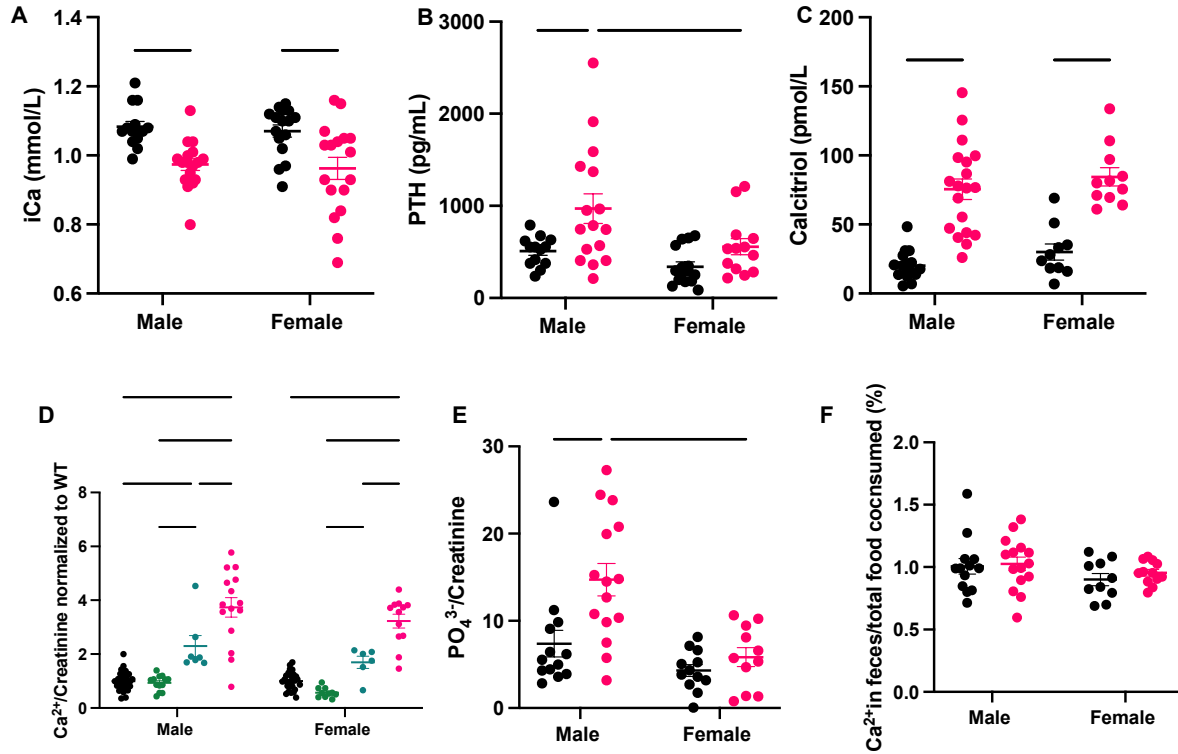 A
iCa (mmol/L)
1.4
1.2
1.0
0.8
0.6
Male
Female
B
PTH (pg/mL)
3000
2000
1000
0
Male
Female
C
Calcitriol (pmol/L)
200
150
100
50
0
Male
Female
D
Ca²⁺/Creatinine normalized to WT
8
6
4
2
0
Male
Female
E
PO₄³⁻/Creatinine
30
20
10
0
Male
Female
F
Ca²⁺in feces/total food cocnsumed (%)
2.0
1.5
1.0
0.5
0.0
Male
Female